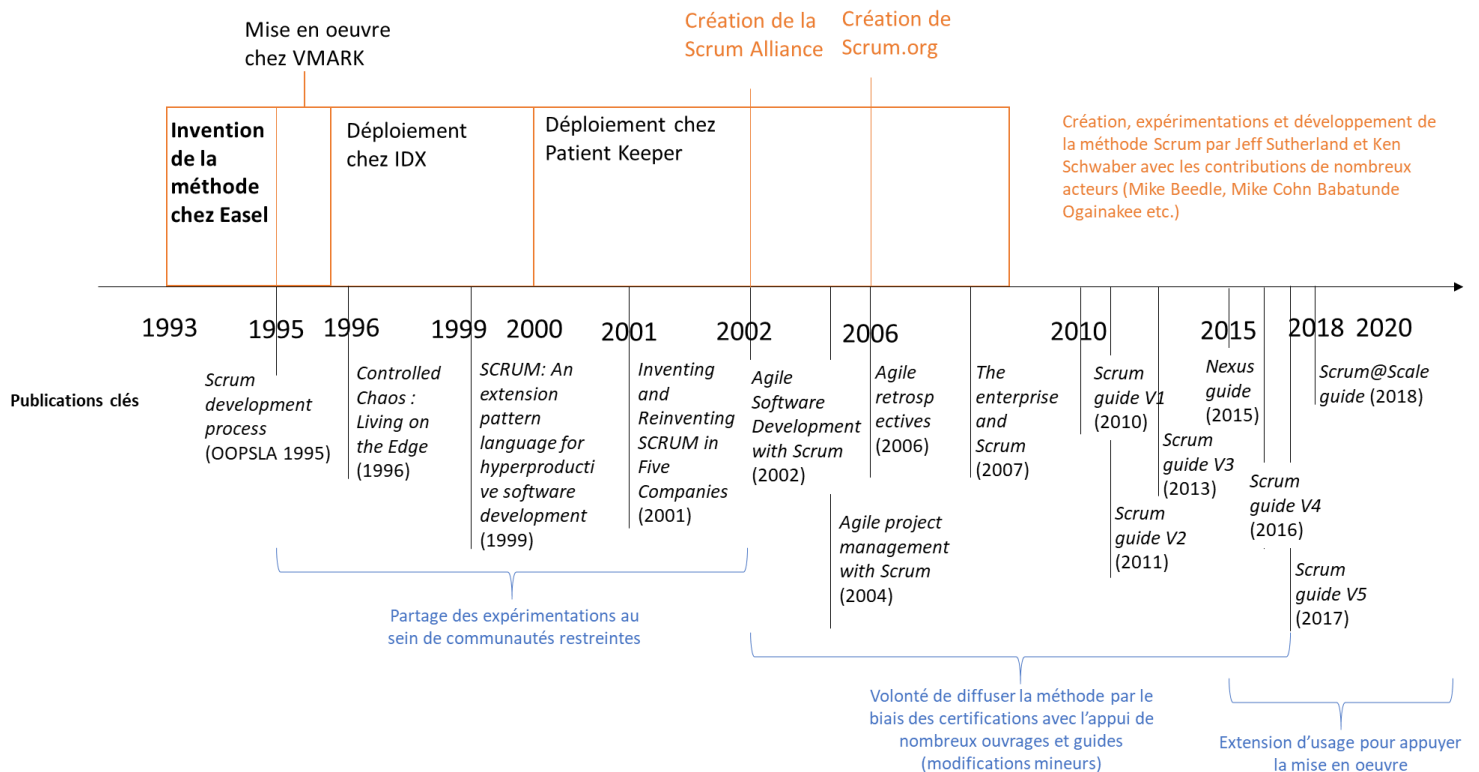 Mise en oeuvre
chez VMARK
Création de la
Scrum Alliance
Création de
Scrum.org
Invention
de la
méthode
chez Easel
Déploiement
chez IDX
Déploiement chez
Patient Keeper
Création, expérimentations et développement de
la méthode Scrum par Jeff Sutherland et Ken
Schwaber avec les contributions de nombreux
acteurs (Mike Beedle, Mike Cohn Babatunde
Ogainakee etc.)
1993 1995 1996 1999 2000 2001 2002 2006 2010 2015 2018 2020
Publications clés
Scrum
development
process
(OOPSLA 1995)
Controlled
Chaos :
Living on
the Edge
(1996)
SCRUM: An
extension
pattern
language for
hyperproducti
ve software
development
(1999)
Inventing
and
Reinventing
SCRUM in
Five
Companies
(2001)
Agile
Software
Development
with Scrum
(2002)
Agile project
management
with Scrum
(2004)
Agile
retrosp
ectives
(2006)
The
enterprise
and
Scrum
(2007)
Scrum
guide V1
(2010)
Scrum
guide V2
(2011)
Scrum
guide V3
(2013)
Nexus
guide
(2015)
Scrum
guide V4
(2016)
Scrum
guide V5
(2017)
Scrum@Scale
guide (2018)
Partage des expérimentations au
sein de communautés restreintes
Volonté de diffuser la méthode par le
biais des certifications avec l’appui de
nombreux ouvrages et guides
(modifications mineurs)
Extension d’usage pour appuyer
la mise en oeuvre